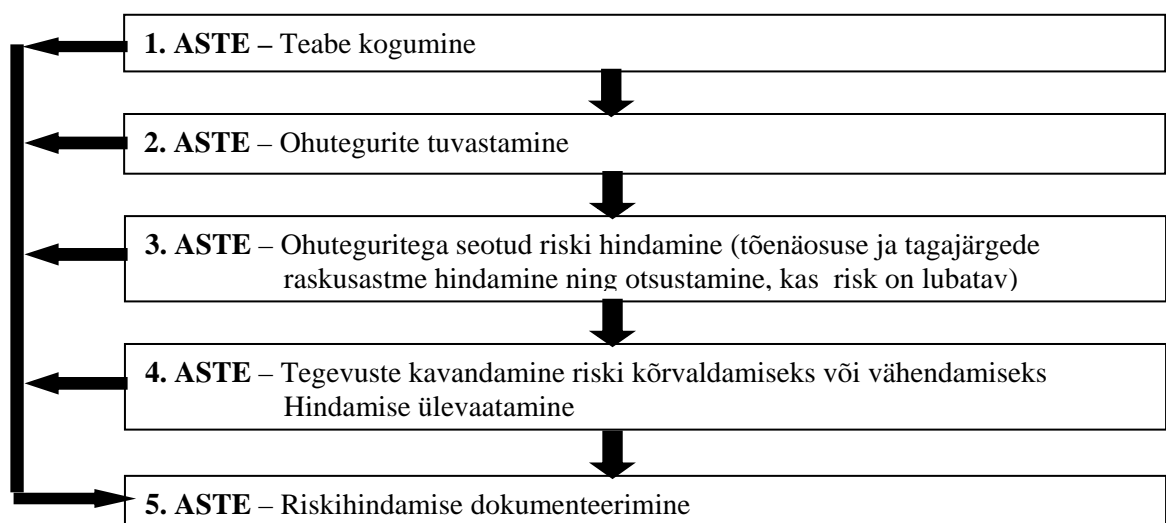 1. ASTE – Teabe kogumine
2. ASTE – Ohutegurite tuvastamine
3. ASTE – Ohuteguritega seotud riski hindamine (tõenäosuse ja tagajärgede
raskusastme hindamine ning otsustamine, kas risk on lubatav)
4. ASTE – Tegevuste kavandamine riski kõrvaldamiseks või vähendamiseks
Hindamise ülevaatamine
5. ASTE – Riskihindamise dokumenteerimine